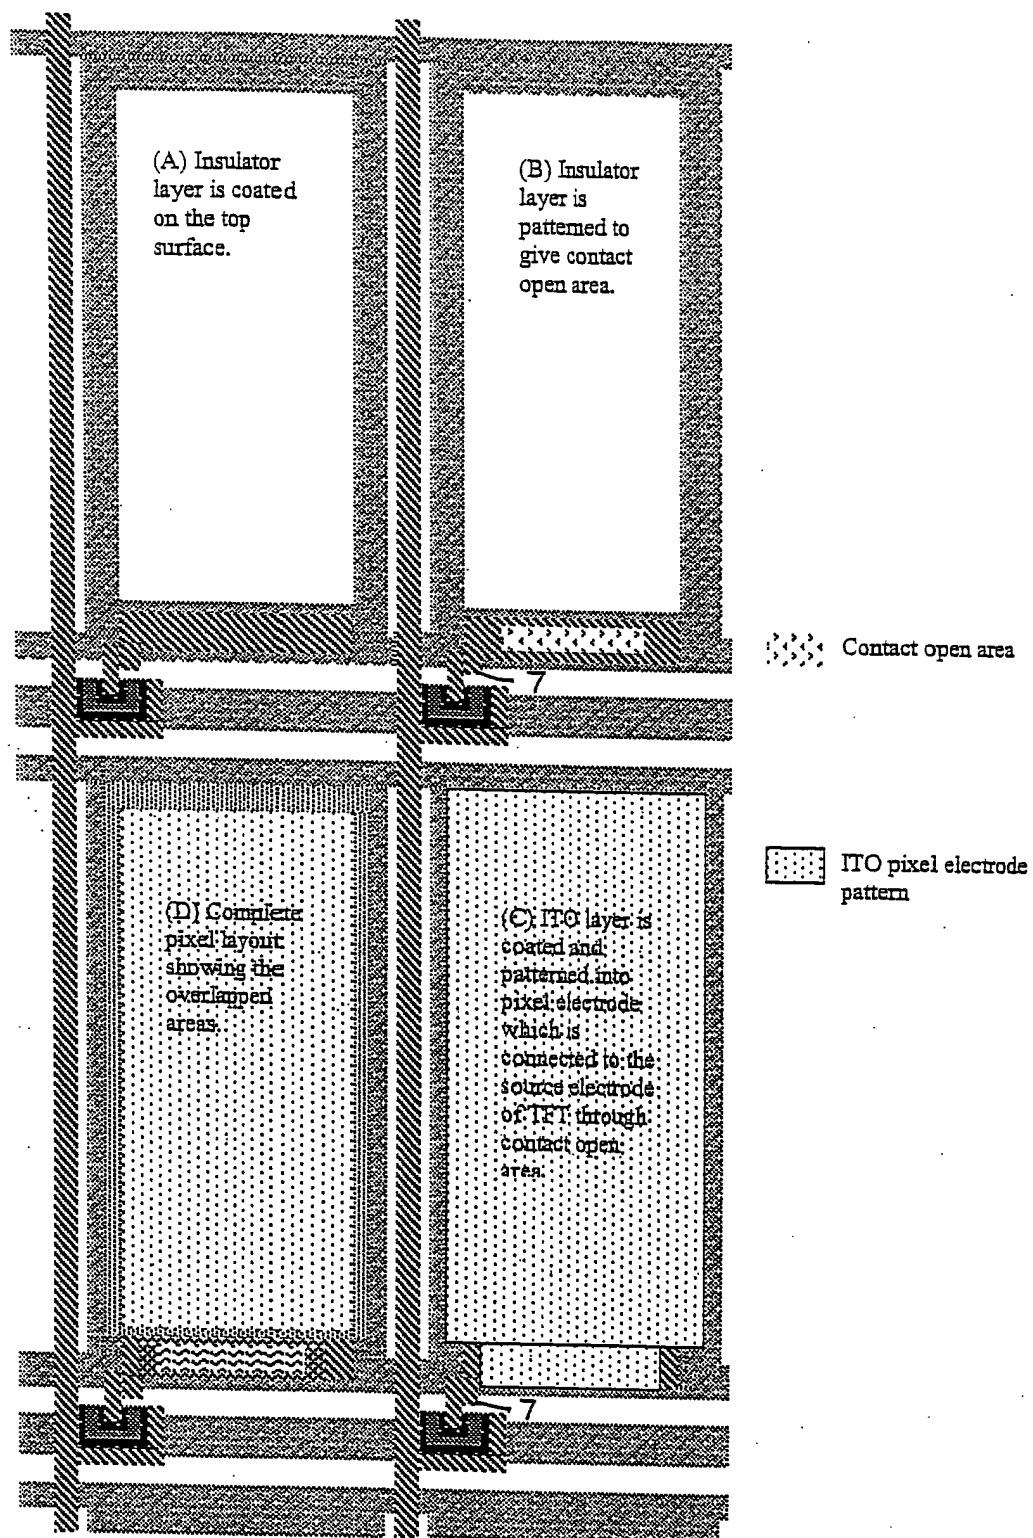 (A) Insulator
layer is coated
on the top
surface.
(B) Insulator
layer is
patterned to
give contact
open area.
Contact open area
7
ITO pixel electrode
pattern
(D) Complete
pixel layout
showing the
overlapped
areas.
(C) ITO layer is
coated and
patterned into
pixel electrode
which is
connected to the
source electrode
of TFT through
contact open
area.
7